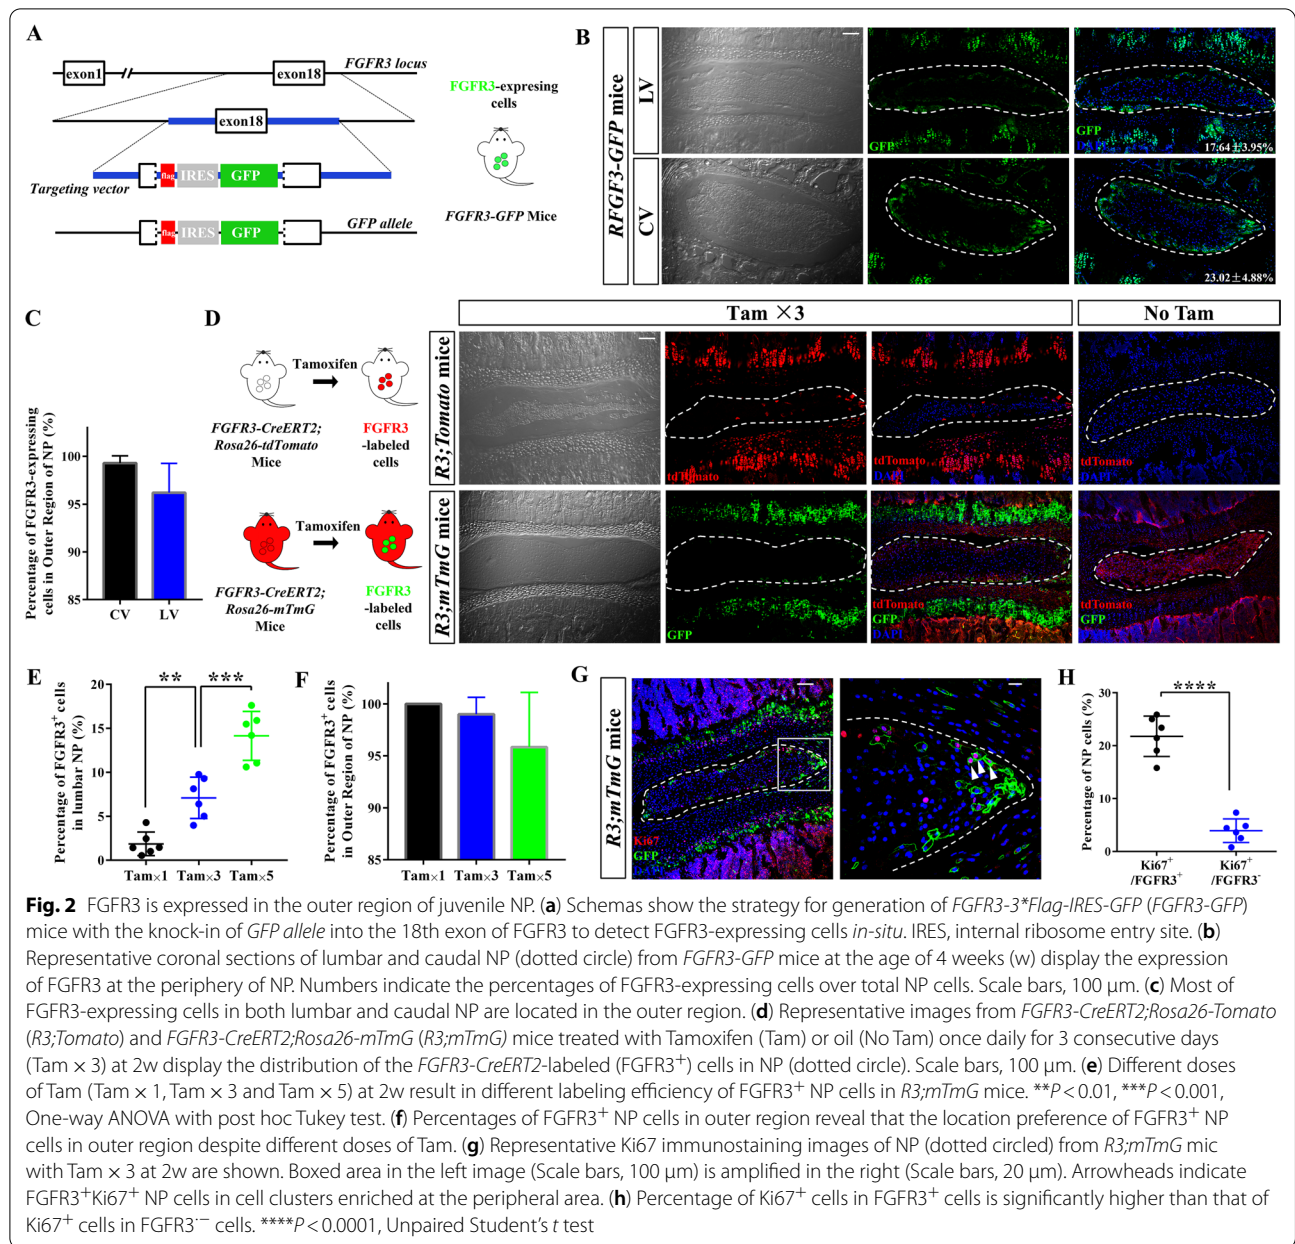 A
exon1
exon18
FGFR3 locus
exon18
flag
IRES
GFP
Targeting vector
flag
IRES
GFP
GFP allele
FGFR3-expresing
cells
FGFR3-GFP Mice
B
RFGF3-GFP mice
LV
CV
GFP
GFP
DAPI
17.64±3.95%
23.02±4.88%
C
Percentage of FGFR3-expressing
cells in Outer Region of NP (%)
100
95
90
85
CV
LV
D
Tamoxifen
FGFR3-CreERT2;
Rosa26-tdTomato
Mice
FGFR3
-labeled
cells
Tamoxifen
FGFR3-CreERT2;
Rosa26-mTmG
Mice
FGFR3
-labeled
cells
Tam ×3
No Tam
R3;Tomato mice
tdTomato
tdTomato
DAPI
tdTomato
DAPI
R3;mTmG mice
GFP
tdTomato
GFP
DAPI
tdTomato
GFP
DAPI
E
Percentage of FGFR3+ cells
in lumbar NP (%)
20
15
10
5
0
**
***
Tam×1
Tam×3
Tam×5
F
Percentage of FGFR3+ cells
in Outer Region of NP (%)
100
95
90
85
Tam×1
Tam×3
Tam×5
G
R3;mTmG mice
Ki67
GFP
H
Percentage of NP cells (%)
30
20
10
0
****
Ki67+
/FGFR3+
Ki67+
/FGFR3-
Fig. 2 FGFR3 is expressed in the outer region of juvenile NP. (a) Schemas show the strategy for generation of FGFR3-3*Flag-IRES-GFP (FGFR3-GFP)
mice with the knock-in of GFP allele into the 18th exon of FGFR3 to detect FGFR3-expressing cells in-situ. IRES, internal ribosome entry site. (b)
Representative coronal sections of lumbar and caudal NP (dotted circle) from FGFR3-GFP mice at the age of 4 weeks (w) display the expression
of FGFR3 at the periphery of NP. Numbers indicate the percentages of FGFR3-expressing cells over total NP cells. Scale bars, 100 μm. (c) Most of
FGFR3-expressing cells in both lumbar and caudal NP are located in the outer region. (d) Representative images from FGFR3-CreERT2;Rosa26-Tomato
(R3;Tomato) and FGFR3-CreERT2;Rosa26-mTmG (R3;mTmG) mice treated with Tamoxifen (Tam) or oil (No Tam) once daily for 3 consecutive days
(Tam × 3) at 2w display the distribution of the FGFR3-CreERT2-labeled (FGFR3+) cells in NP (dotted circle). Scale bars, 100 μm. (e) Different doses
of Tam (Tam × 1, Tam × 3 and Tam × 5) at 2w result in different labeling efficiency of FGFR3+ NP cells in R3;mTmG mice. **P < 0.01, ***P < 0.001,
One-way ANOVA with post hoc Tukey test. (f) Percentages of FGFR3+ NP cells in outer region reveal that the location preference of FGFR3+ NP
cells in outer region despite different doses of Tam. (g) Representative Ki67 immunostaining images of NP (dotted circled) from R3;mTmG mic
with Tam × 3 at 2w are shown. Boxed area in the left image (Scale bars, 100 μm) is amplified in the right (Scale bars, 20 μm). Arrowheads indicate
FGFR3+Ki67+ NP cells in cell clusters enriched at the peripheral area. (h) Percentage of Ki67+ cells in FGFR3+ cells is significantly higher than that of
Ki67+ cells in FGFR3·− cells. ****P < 0.0001, Unpaired Student's t test